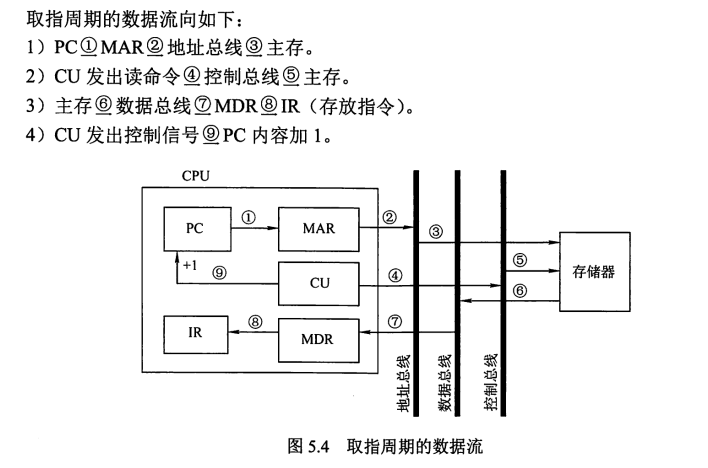 取指周期的数据流向如下：
1）PC①MAR②地址总线③主存。
2）CU 发出读命令④控制总线⑤主存。
3）主存⑥数据总线⑦MDR⑧IR（存放指令）。
4）CU 发出控制信号⑨PC 内容加 1。
CPU
PC
①
MAR
②
③
+1
⑨
CU
④
⑤
存储器
⑥
IR
⑧
MDR
⑦
地址总线
数据总线
控制总线
图 5.4 取指周期的数据流